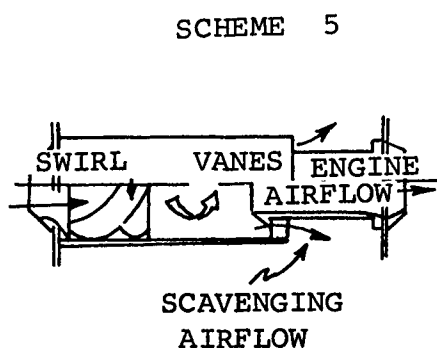 SCHEME 5
SWIRL VANES
ENGINE
AIRFLOW
SCAVENGING
AIRFLOW